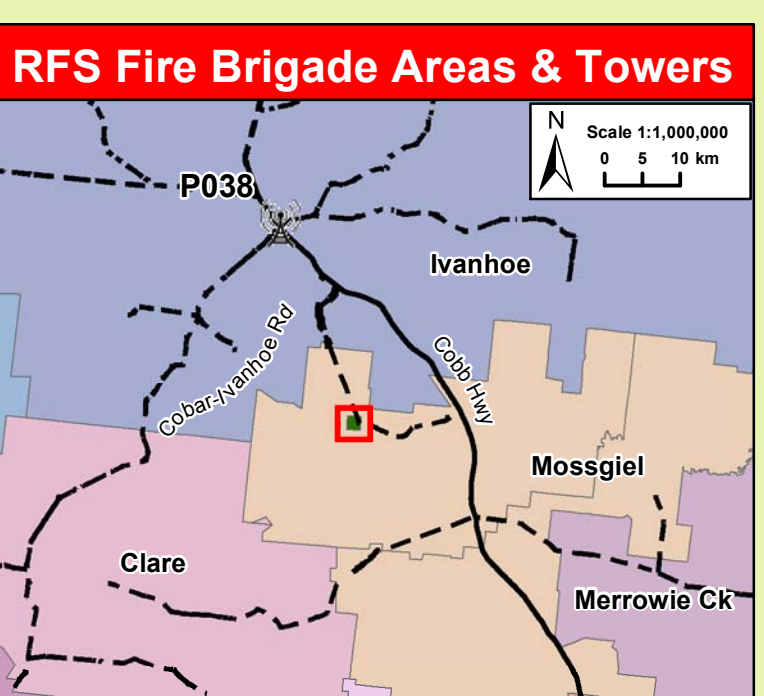 RFS Fire Brigade Areas & Towers
N
Scale 1:1,000,000
0 5 10 km
P038
Ivanhoe
Cobar-Ivanhoe Rd
Cobb Hwy
Mossgiel
Clare
Merrowie Ck